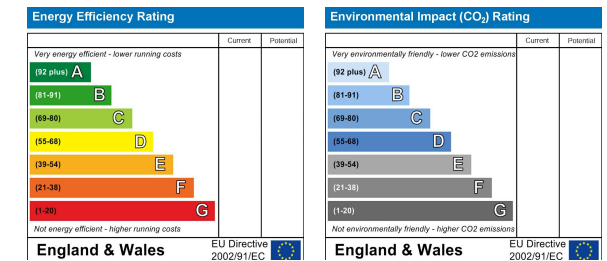 Energy Efficiency Rating
Current Potential
Very energy efficient - lower running costs
(92 plus) A
(81-91) B
(69-80) C
(55-68) D
(39-54) E
(21-38) F
(1-20) G
Not energy efficient - higher running costs
England & Wales
EU Directive
2002/91/EC
Environmental Impact (CO₂) Rating
Current Potential
Very environmentally friendly - lower CO2 emissions
(92 plus) A
(81-91) B
(69-80) C
(55-68) D
(39-54) E
(21-38) F
(1-20) G
Not environmentally friendly - higher CO2 emissions
England & Wales
EU Directive
2002/91/EC